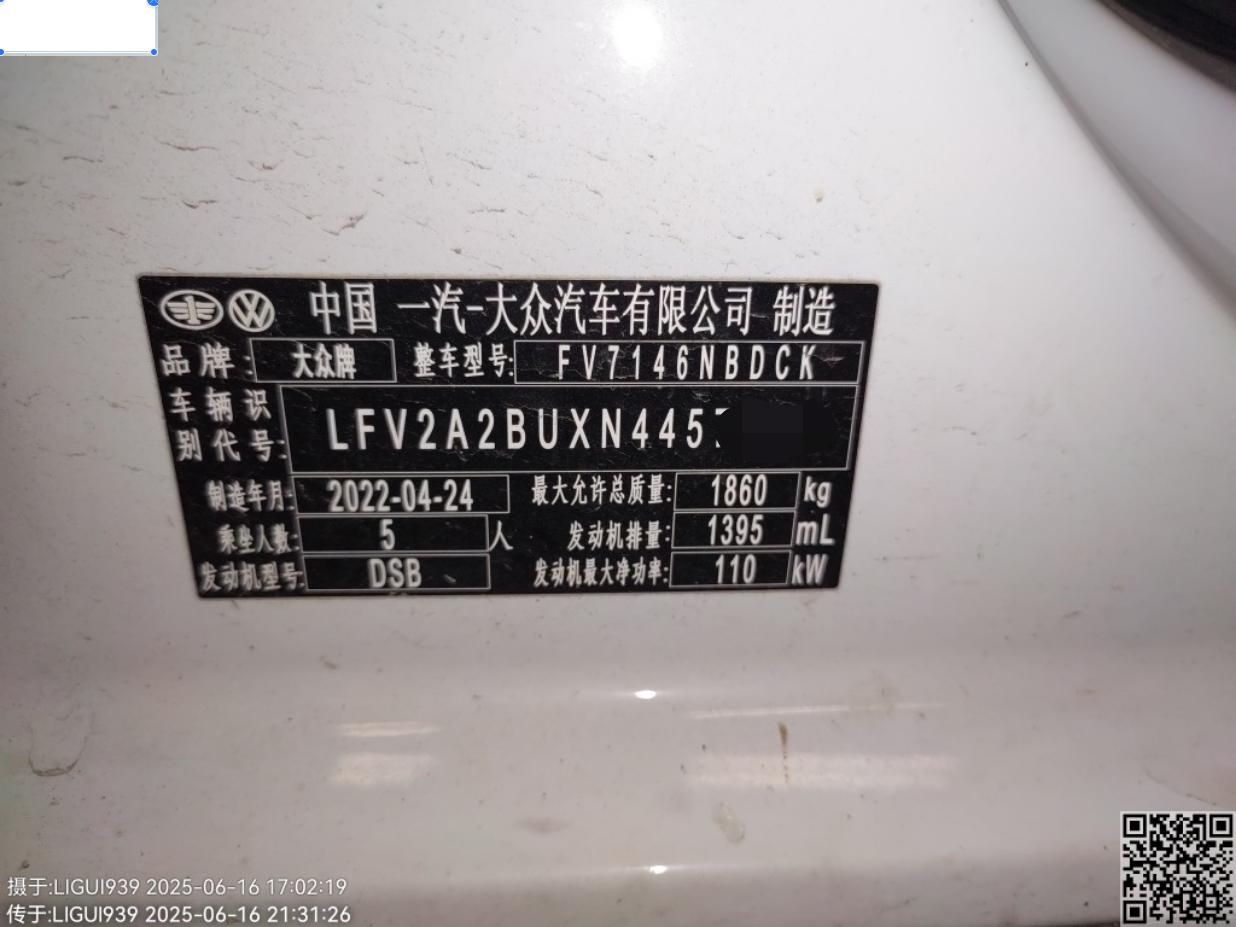 中国 一汽-大众汽车有限公司 制造
品牌: 大众牌 整车型号: FV7146NBDCK
车辆识别代号: LFV2A2BUXN445
制造年月: 2022-04-24 最大允许总质量: 1860 kg
乘坐人数: 5 人 发动机排量: 1395 mL
发动机型号: DSB 发动机最大净功率: 110 kW
摄于:LIGUI939 2025-06-16 17:02:19
传于:LIGUI939 2025-06-16 21:31:26